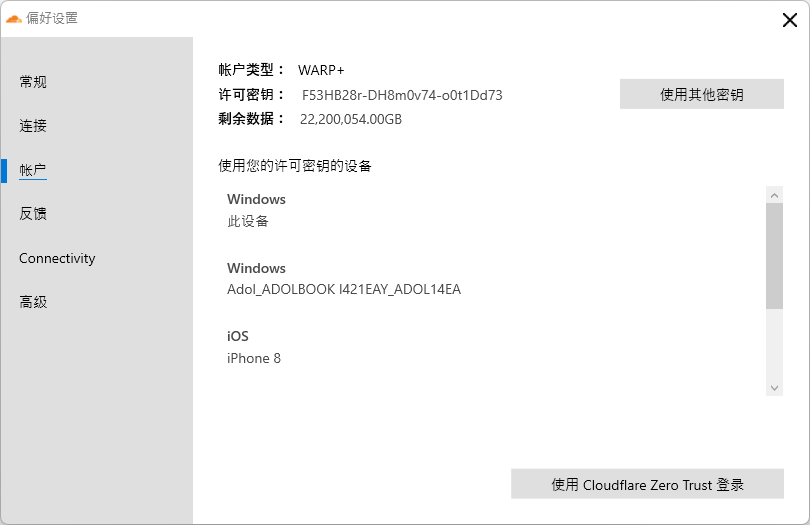 偏好设置
常规
连接
帐户
反馈
Connectivity
高级
帐户类型： WARP+
许可密钥： F53HB28r-DH8m0v74-o0t1Dd73
剩余数据： 22,200,054.00GB
使用其他密钥
使用您的许可密钥的设备
Windows
此设备
Windows
Adol_ADOLBOOK I421EAY_ADOL14EA
iOS
iPhone 8
使用 Cloudflare Zero Trust 登录